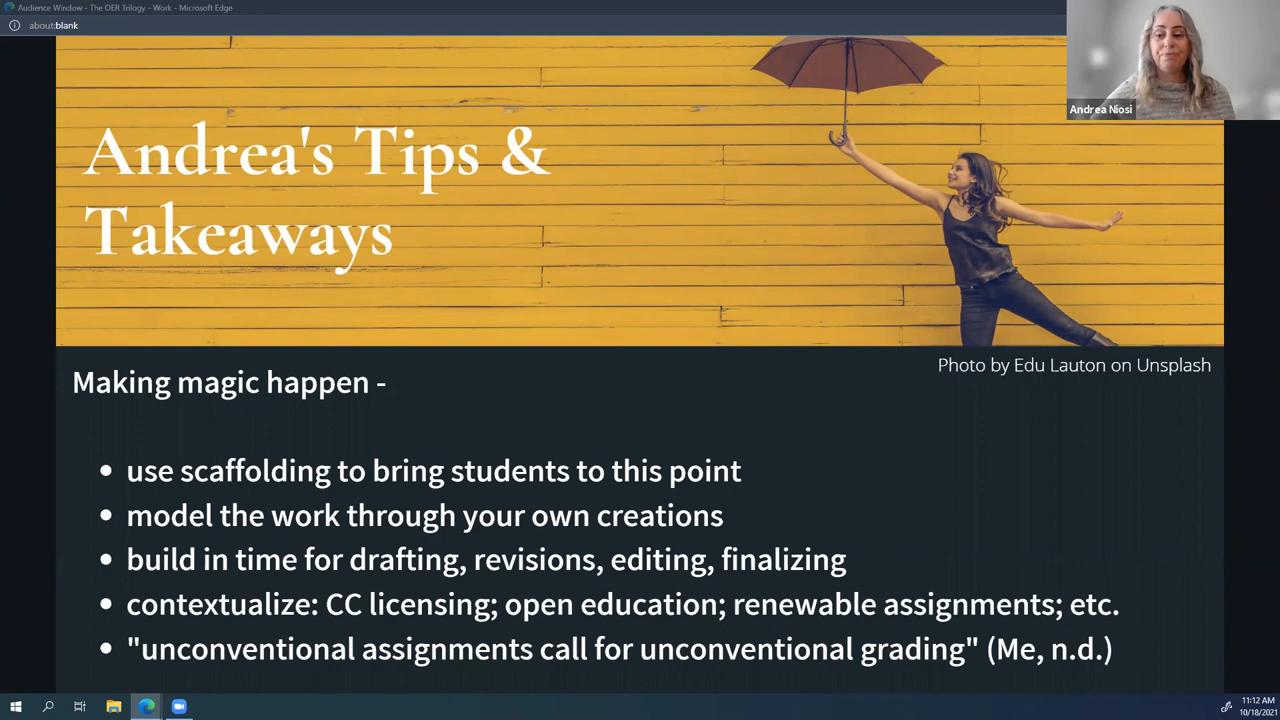 Audience Window - The OER Trilogy - Work - Microsoft Edge
about:blank
Andrea Niosi
Andrea's Tips &
Takeaways
Photo by Edu Lauton on Unsplash
Making magic happen -
• use scaffolding to bring students to this point
• model the work through your own creations
• build in time for drafting, revisions, editing, finalizing
• contextualize: CC licensing; open education; renewable assignments; etc.
• "unconventional assignments call for unconventional grading" (Me, n.d.)
11:12 AM
10/18/2021